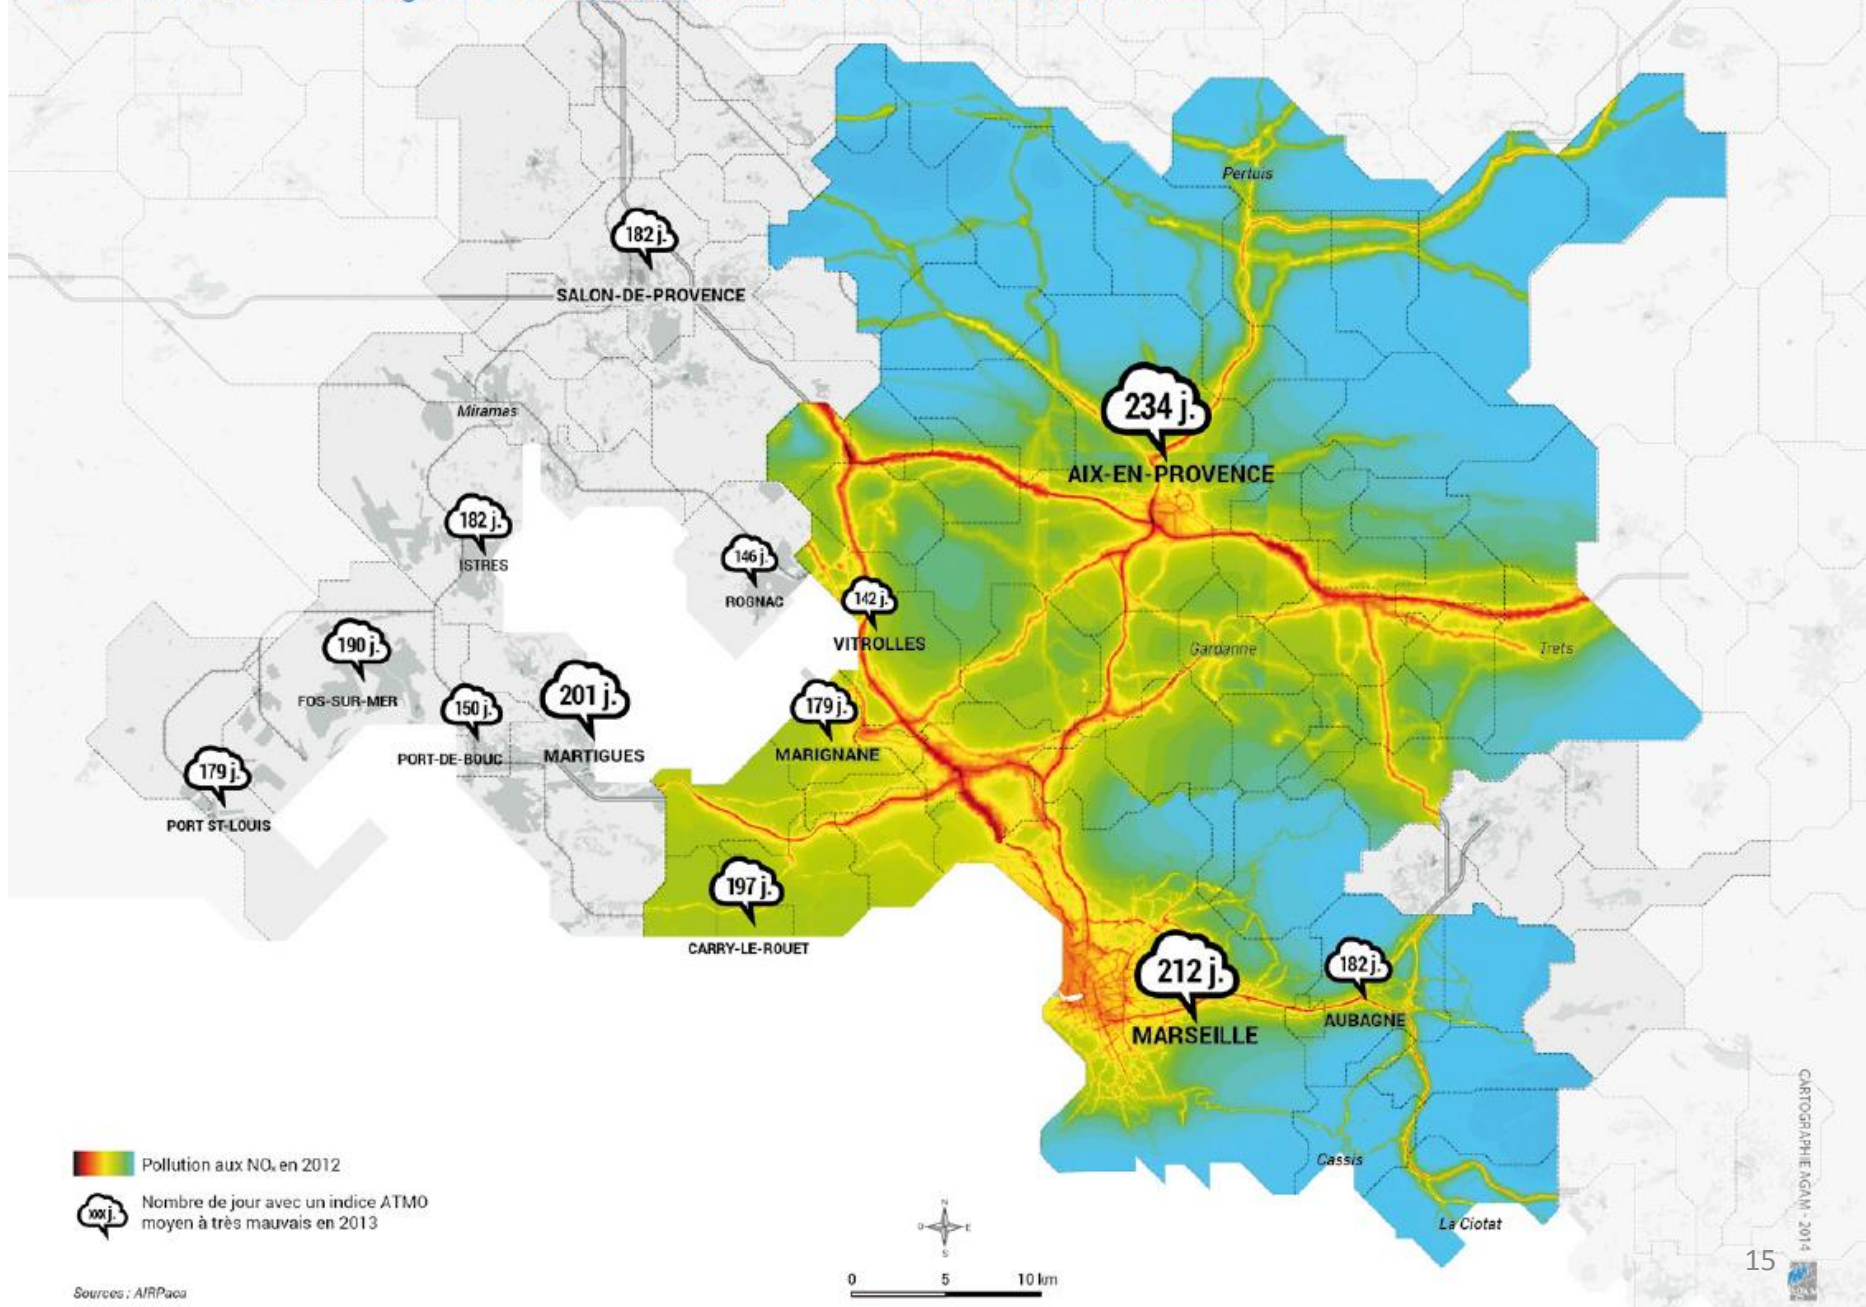 Pertuis
182 j.
SALON-DE-PROVENCE
Miramas
234 j.
AIX-EN-PROVENCE
182 j.
ISTRES
146 j.
ROGNAC
142 j.
VITROLLES
190 j.
FOS-SUR-MER
150 j.
PORT-DE-BOUC
201 j.
MARTIGUES
179 j.
MARIGNANE
Gardanne
Trets
179 j.
PORT ST-LOUIS
197 j.
CARRY-LE-ROUET
212 j.
MARSEILLE
182 j.
AUBAGNE
Cassis
La Ciotat
Pollution aux NOx en 2012
xxx j.
Nombre de jour avec un indice ATMO
moyen à très mauvais en 2013
Sources : AIRPaca
N
O
E
S
0 5 10 km
CARTOGRAPHIE AGAM - 2014
15